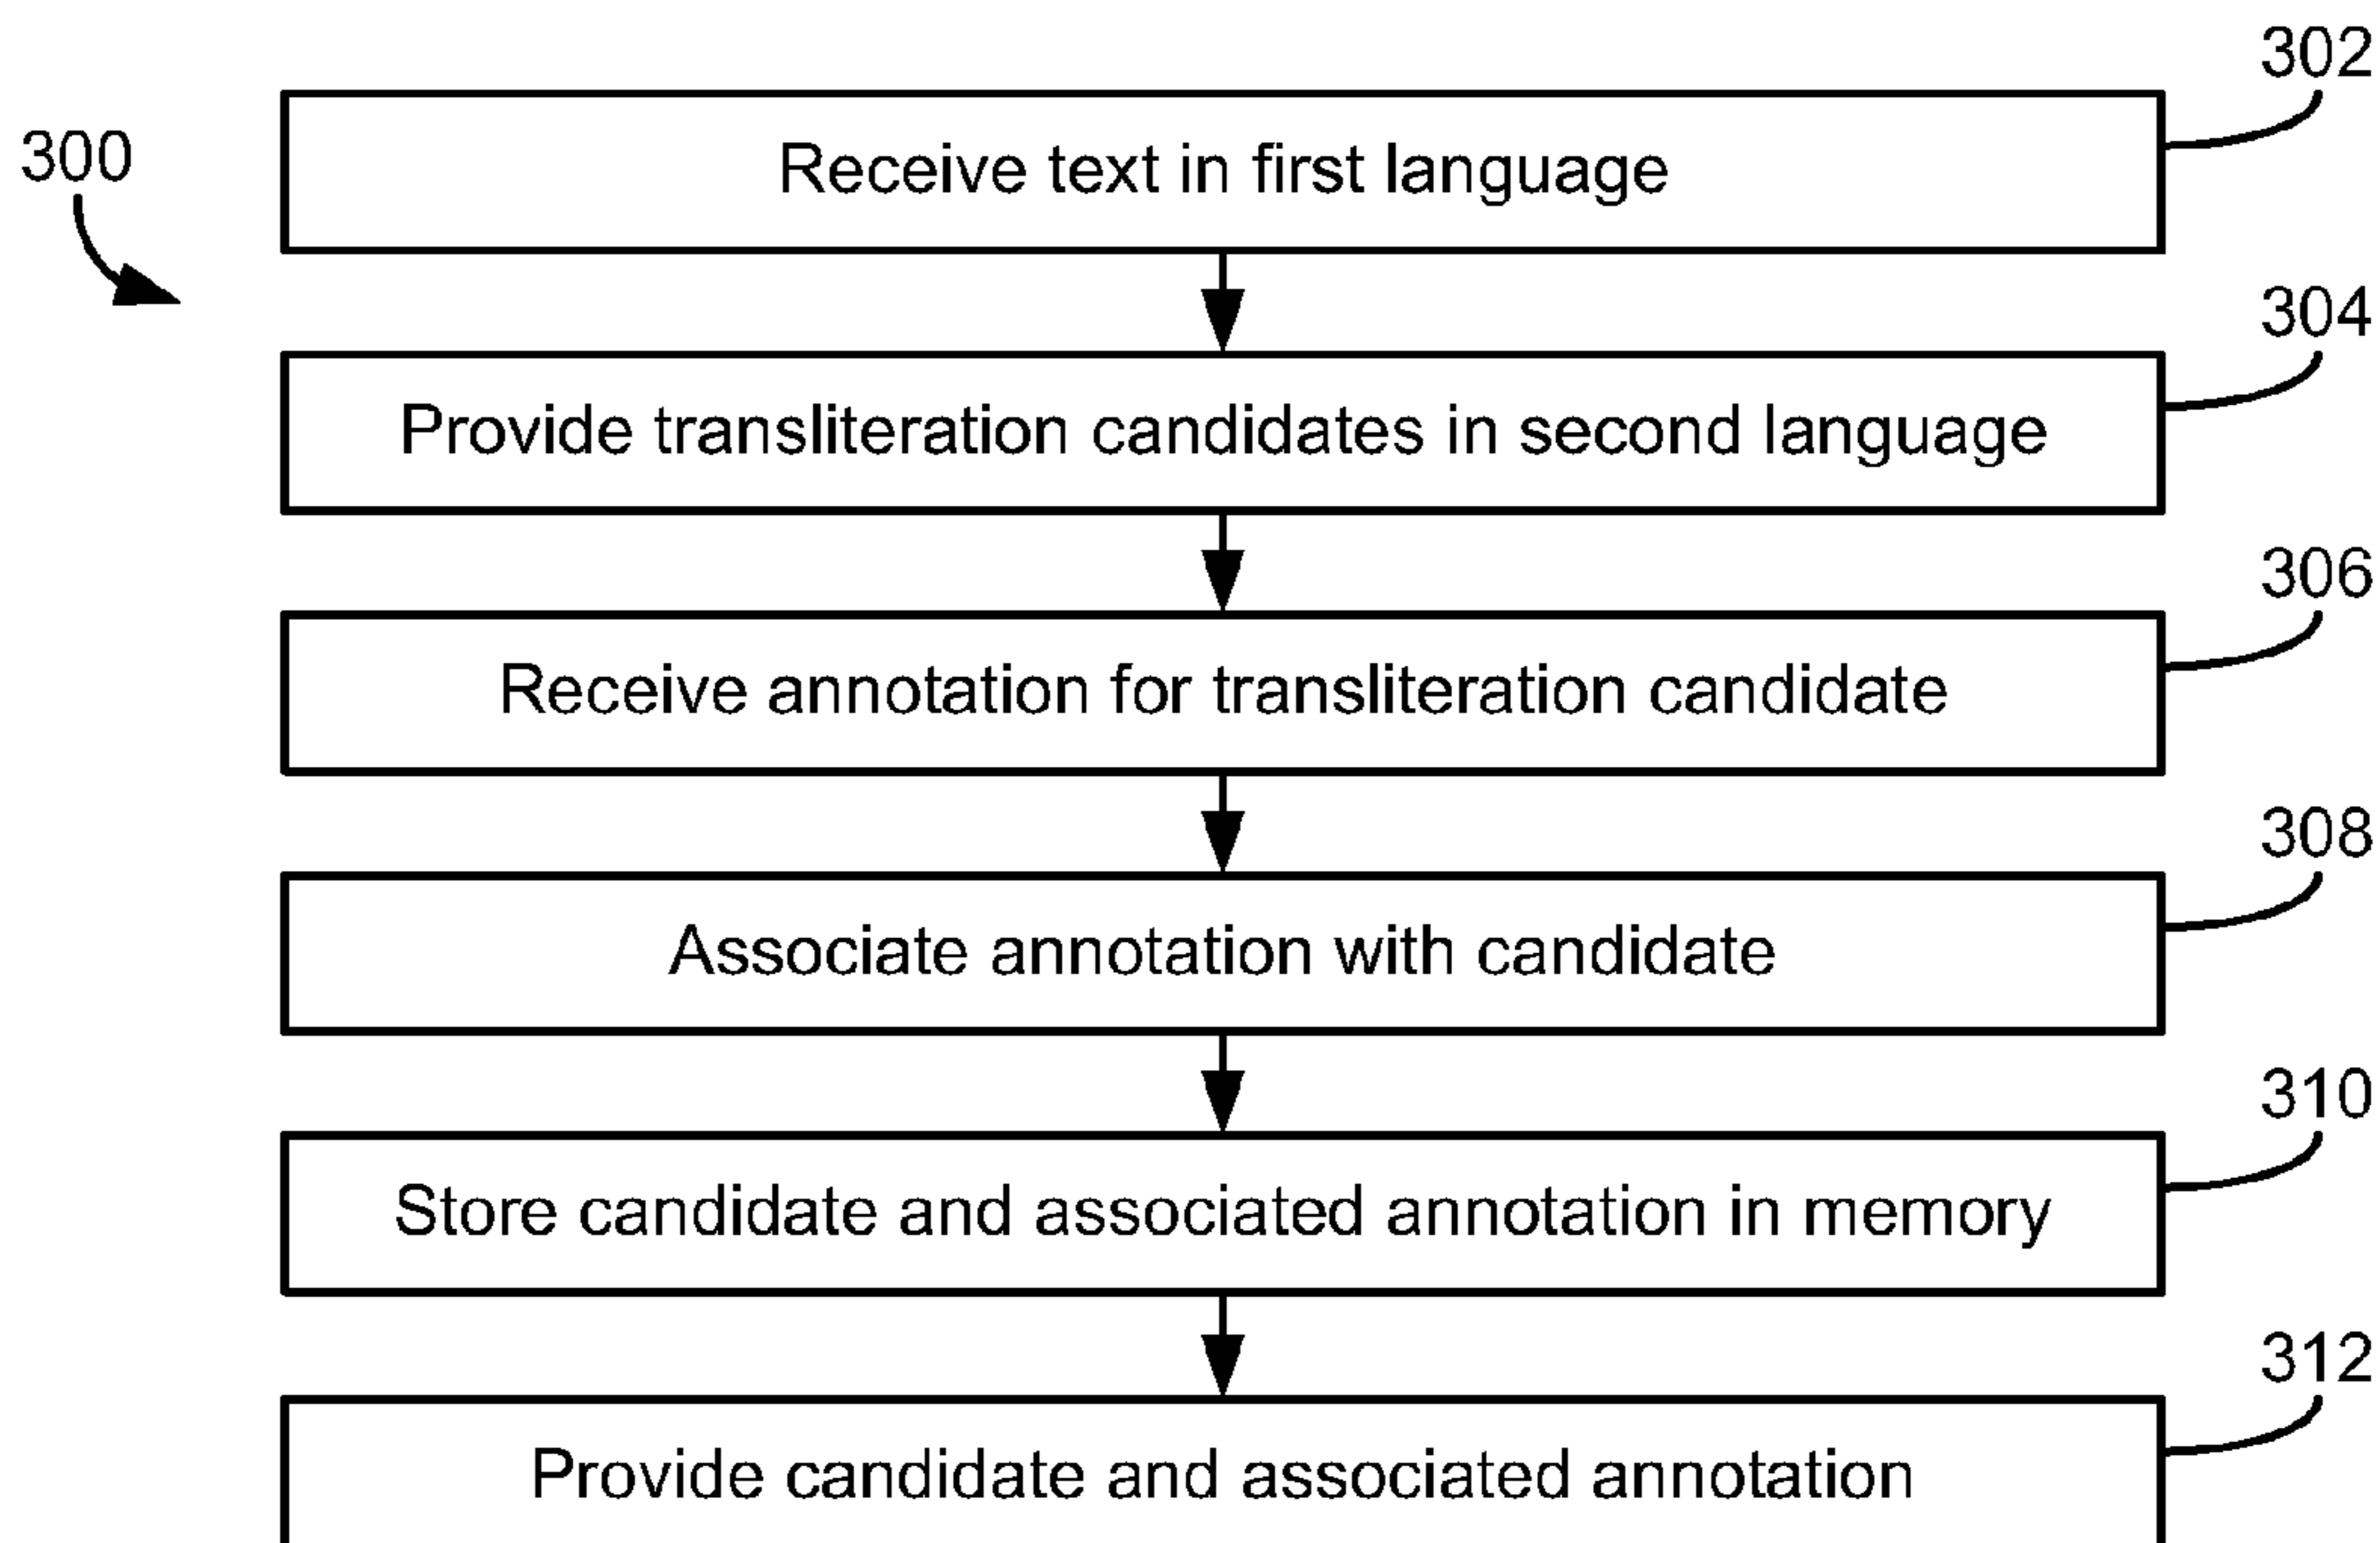 302
300
Receive text in first language
304
Provide transliteration candidates in second language
306
Receive annotation for transliteration candidate
308
Associate annotation with candidate
310
Store candidate and associated annotation in memory
312
Provide candidate and associated annotation